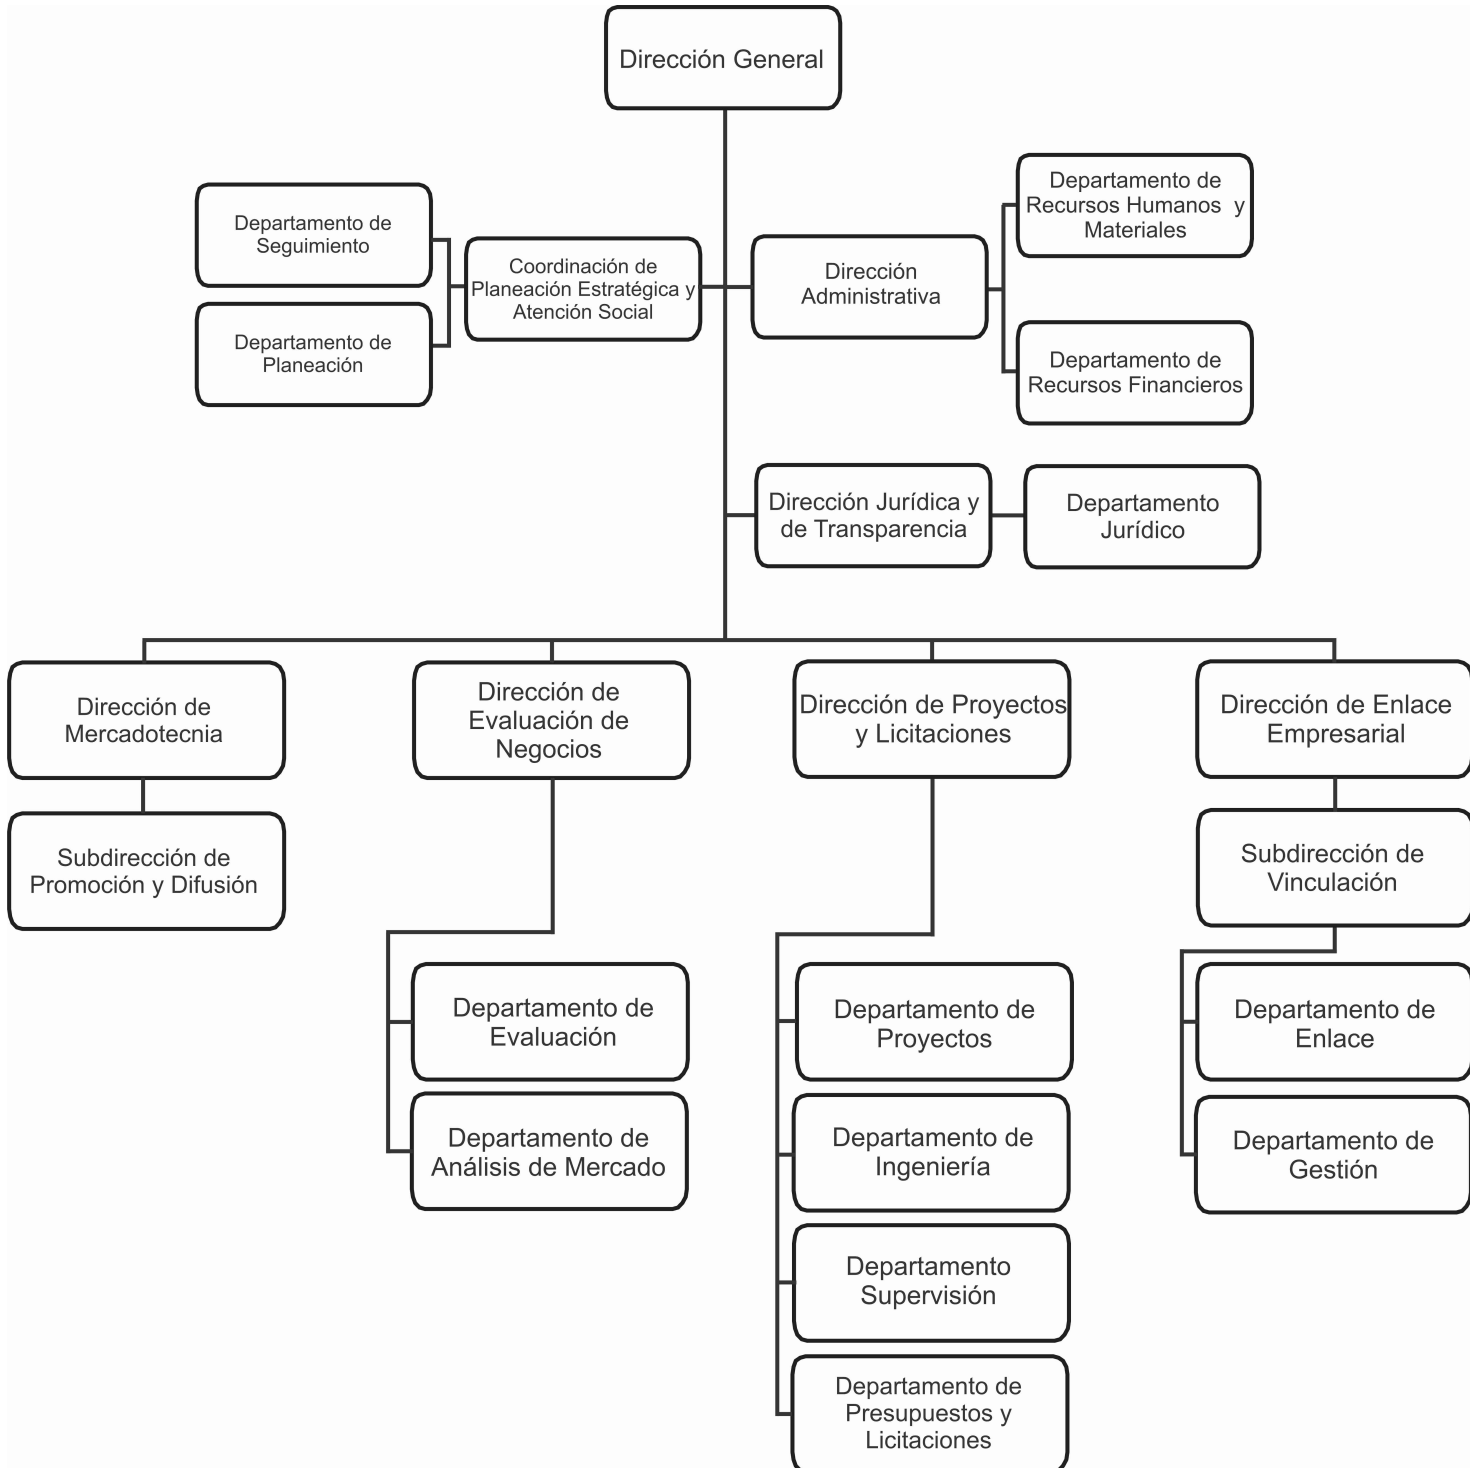 Dirección General
Departamento de
Seguimiento
Departamento de
Planeación
Coordinación de
Planeación Estratégica y
Atención Social
Dirección
Administrativa
Departamento de
Recursos Humanos y
Materiales
Departamento de
Recursos Financieros
Dirección Jurídica y
de Transparencia
Departamento
Jurídico
Dirección de
Mercadotecnia
Subdirección de
Promoción y Difusión
Dirección de
Evaluación de
Negocios
Departamento de
Evaluación
Departamento de
Análisis de Mercado
Dirección de Proyectos
y Licitaciones
Departamento de
Proyectos
Departamento de
Ingeniería
Departamento
Supervisión
Departamento de
Presupuestos y
Licitaciones
Dirección de Enlace
Empresarial
Subdirección de
Vinculación
Departamento de
Enlace
Departamento de
Gestión